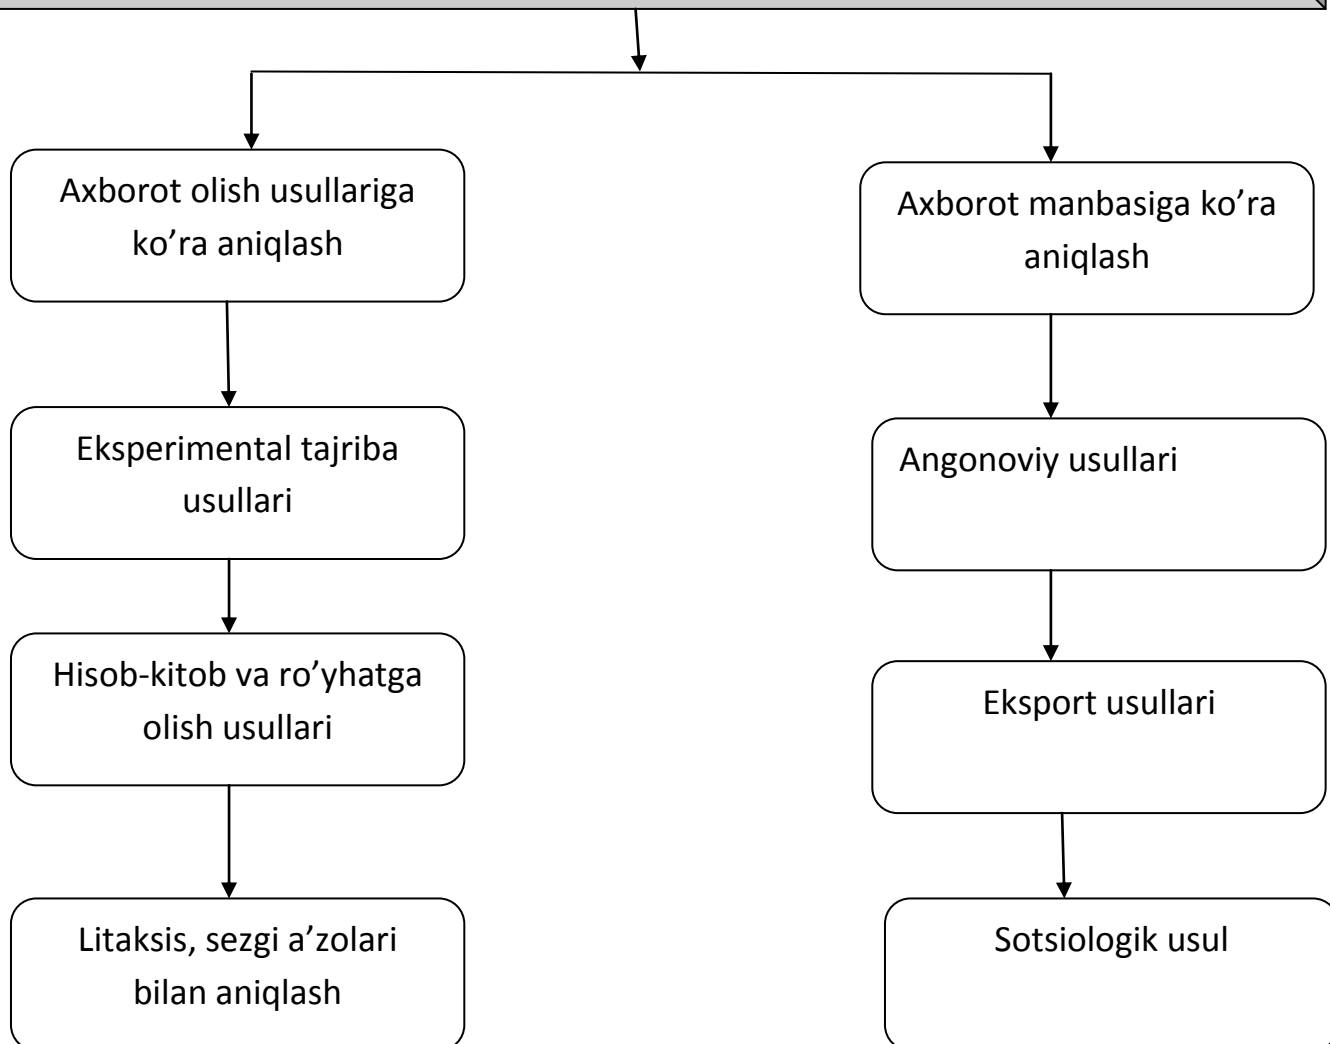 Axborot olish usullariga
ko’ra aniqlash
Eksperimental tajriba
usullari
Hisob-kitob va ro’yhatga
olish usullari
Litaksis, sezgi a’zolari
bilan aniqlash
Axborot manbasiga ko’ra
aniqlash
Angonoviy usullari
Eksport usullari
Sotsiologik usul